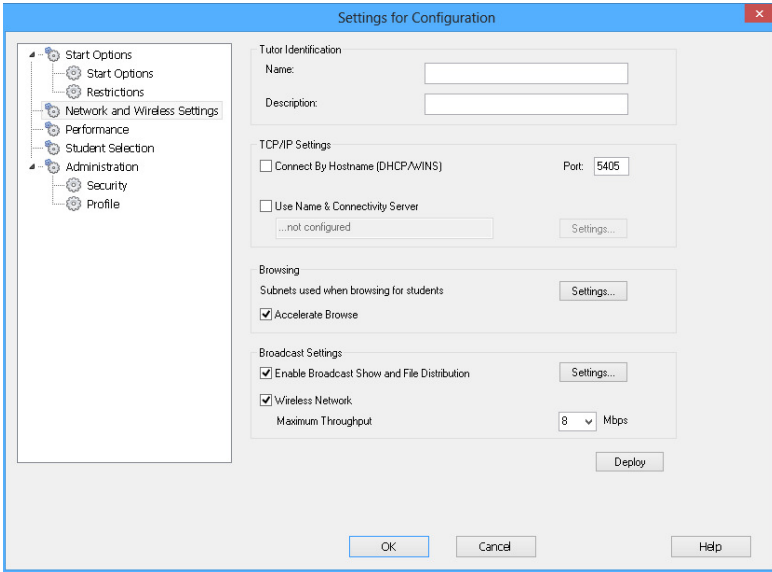 Settings for Configuration
Start Options
Start Options
Restrictions
Network and Wireless Settings
Performance
Student Selection
Administration
Security
Profile
Tutor Identification
Name:
Description:
TCP/IP Settings
Connect By Hostname (DHCP/WINS)
Port: 5405
Use Name & Connectivity Server
...not configured
Settings...
Browsing
Subnets used when browsing for students
Settings...
Accelerate Browse
Broadcast Settings
Enable Broadcast Show and File Distribution
Settings...
Wireless Network
Maximum Throughput
8 Mbps
Deploy
OK
Cancel
Help